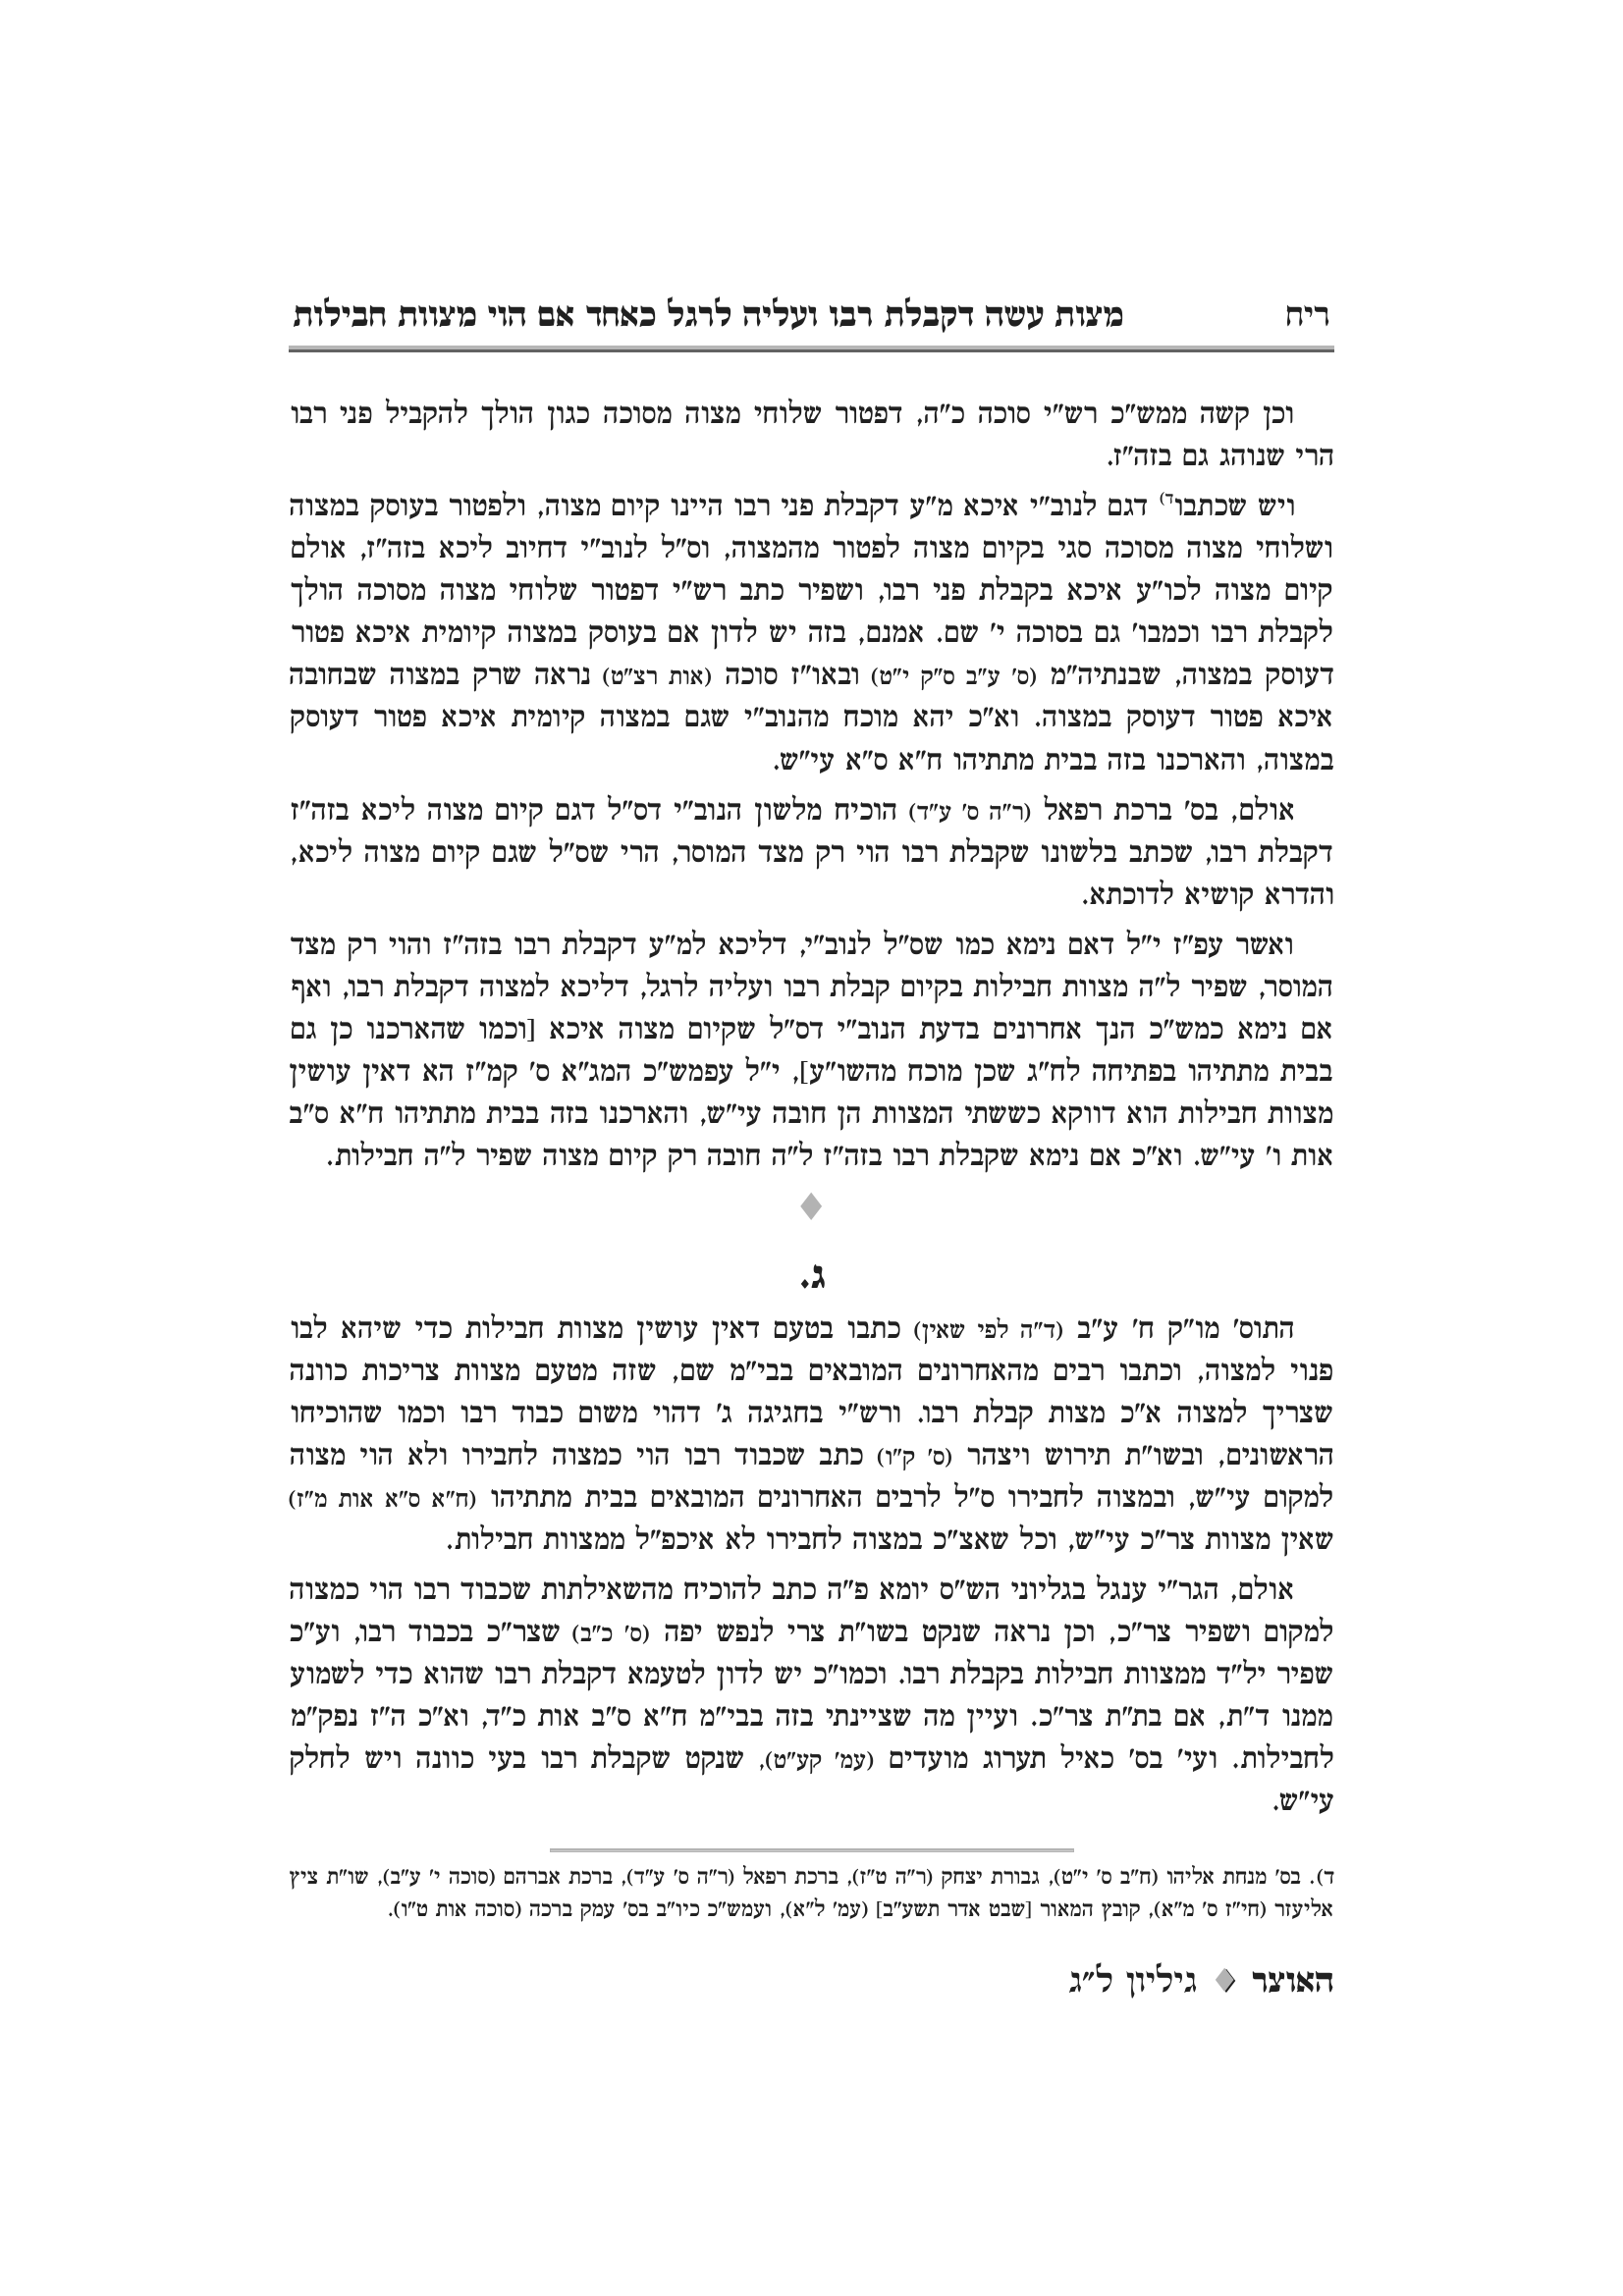 ריח מצות עשה דקבלת רבו ועליה לרגל כאחד אם הוי מצוות חבילות
וכן קשה ממש"כ רש"י סוכה כ"ה, דפטור שלוחי מצוה מסוכה כגון הולך להקביל פני רבו
הרי שנוהג גם בזה"ז.
ויש שכתבוד) דגם לנוב"י איכא מ"ע דקבלת פני רבו היינו קיום מצוה, ולפטור בעוסק במצוה
ושלוחי מצוה מסוכה סגי בקיום מצוה לפטור מהמצוה, וס"ל לנוב"י דחיוב ליכא בזה"ז, אולם
קיום מצוה לכו"ע איכא בקבלת פני רבו, ושפיר כתב רש"י דפטור שלוחי מצוה מסוכה הולך
לקבלת רבו וכמבו' גם בסוכה י' שם. אמנם, בזה יש לדון אם בעוסק במצוה קיומית איכא פטור
דעוסק במצוה, שבנתיה"מ (ס' ע"ב ס"ק י"ט) ובאו"ז סוכה (אות רצ"ט) נראה שרק במצוה שבחובה
איכא פטור דעוסק במצוה. וא"כ יהא מוכח מהנוב"י שגם במצוה קיומית איכא פטור דעוסק
במצוה, והארכנו בזה בבית מתתיהו ח"א ס"א עי"ש.
אולם, בס' ברכת רפאל (ר"ה ס' ע"ד) הוכיח מלשון הנוב"י דס"ל דגם קיום מצוה ליכא בזה"ז
דקבלת רבו, שכתב בלשונו שקבלת רבו הוי רק מצד המוסר, הרי שס"ל שגם קיום מצוה ליכא,
והדרא קושיא לדוכתא.
ואשר עפ"ז י"ל דאם נימא כמו שס"ל לנוב"י, דליכא למ"ע דקבלת רבו בזה"ז והוי רק מצד
המוסר, שפיר ל"ה מצוות חבילות בקיום קבלת רבו ועליה לרגל, דליכא למצוה דקבלת רבו, ואף
אם נימא כמש"כ הנך אחרונים בדעת הנוב"י דס"ל שקיום מצוה איכא [וכמו שהארכנו כן גם
בבית מתתיהו בפתיחה לח"ג שכן מוכח מהשו"ע], י"ל עפמש"כ המג"א ס' קמ"ז הא דאין עושין
מצוות חבילות הוא דווקא כששתי המצוות הן חובה עי"ש, והארכנו בזה בבית מתתיהו ח"א ס"ב
אות ו' עי"ש. וא"כ אם נימא שקבלת רבו בזה"ז ל"ה חובה רק קיום מצוה שפיר ל"ה חבילות.
ג.
התוס' מו"ק ח' ע"ב (ד"ה לפי שאין) כתבו בטעם דאין עושין מצוות חבילות כדי שיהא לבו
פנוי למצוה, וכתבו רבים מהאחרונים המובאים בבי"מ שם, שזה מטעם מצוות צריכות כוונה
שצריך למצוה א"כ מצות קבלת רבו. ורש"י בחגיגה ג' דהוי משום כבוד רבו וכמו שהוכיחו
הראשונים, ובשו"ת תירוש ויצהר (ס' ק"ו) כתב שכבוד רבו הוי כמצוה לחבירו ולא הוי מצוה
למקום עי"ש, ובמצוה לחבירו ס"ל לרבים האחרונים המובאים בבית מתתיהו (ח"א ס"א אות מ"ז)
שאין מצוות צר"כ עי"ש, וכל שאצ"כ במצוה לחבירו לא איכפ"ל ממצוות חבילות.
אולם, הגר"י ענגל בגליוני הש"ס יומא פ"ה כתב להוכיח מהשאילתות שכבוד רבו הוי כמצוה
למקום ושפיר צר"כ, וכן נראה שנקט בשו"ת צרי לנפש יפה (ס' כ"ב) שצר"כ בכבוד רבו, וע"כ
שפיר יל"ד ממצוות חבילות בקבלת רבו. וכמו"כ יש לדון לטעמא דקבלת רבו שהוא כדי לשמוע
ממנו ד"ת, אם בת"ת צר"כ. ועיין מה שציינתי בזה בבי"מ ח"א ס"ב אות כ"ד, וא"כ ה"ז נפק"מ
לחבילות. ועי' בס' כאיל תערוג מועדים (עמ' קע"ט), שנקט שקבלת רבו בעי כוונה ויש לחלק
עי"ש.
ד). בס' מנחת אליהו (ח"ב ס' י"ט), גבורת יצחק (ר"ה ט"ז), ברכת רפאל (ר"ה ס' ע"ד), ברכת אברהם (סוכה י' ע"ב), שו"ת ציץ
אליעזר (חי"ז ס' מ"א), קובץ המאור [שבט אדר תשע"ב] (עמ' ל"א), ועמש"כ כיו"ב בס' עמק ברכה (סוכה אות ט"ו).
האוצר ♦ גיליון ל"ג